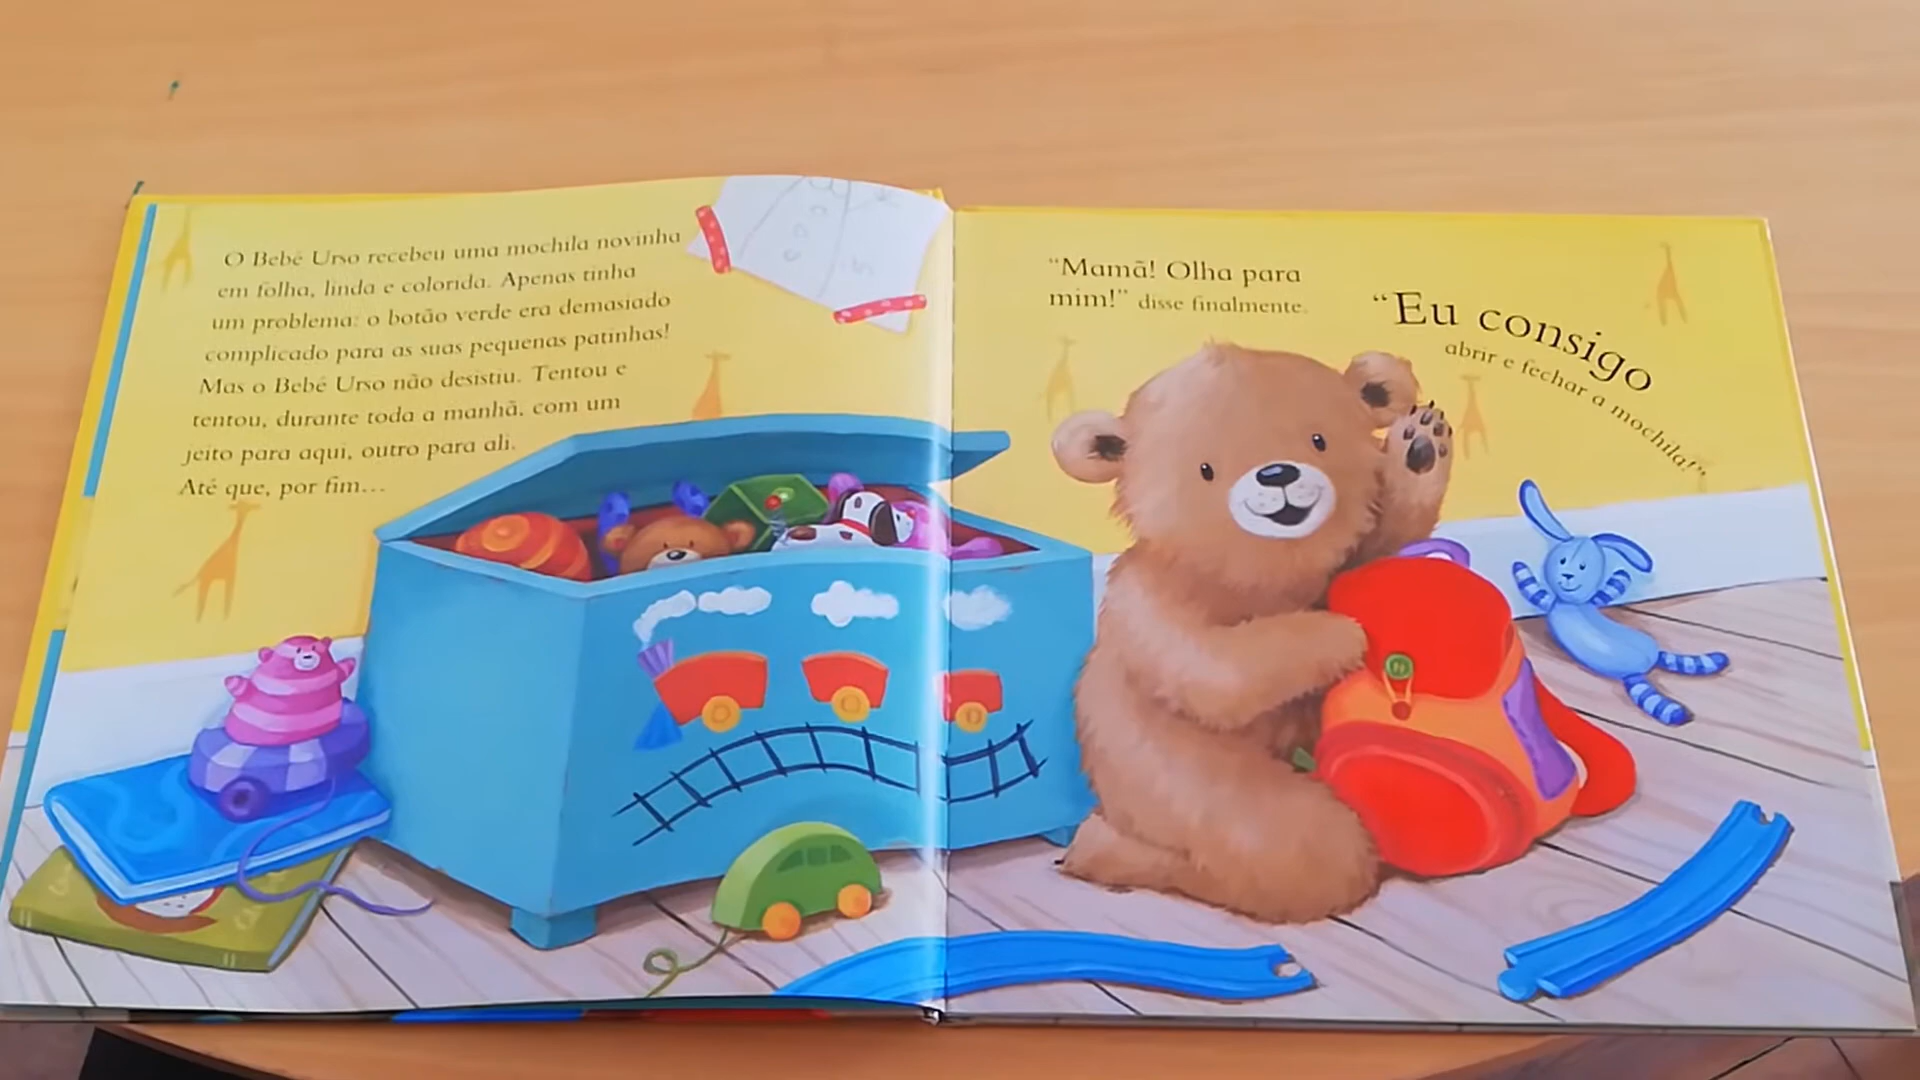 O Bebé Urso recebeu uma mochila novinha
em folha, linda e colorida. Apenas tinha
um problema: o botão verde era demasiado
complicado para as suas pequenas patinhas!
Mas o Bebé Urso não desistiu. Tentou e
tentou, durante toda a manhã, com um
jeito para aqui, outro para ali.
Até que, por fim...
“Mamã! Olha para
mim!” disse finalmente.
“Eu consigo
abrir e fechar a mochila!”